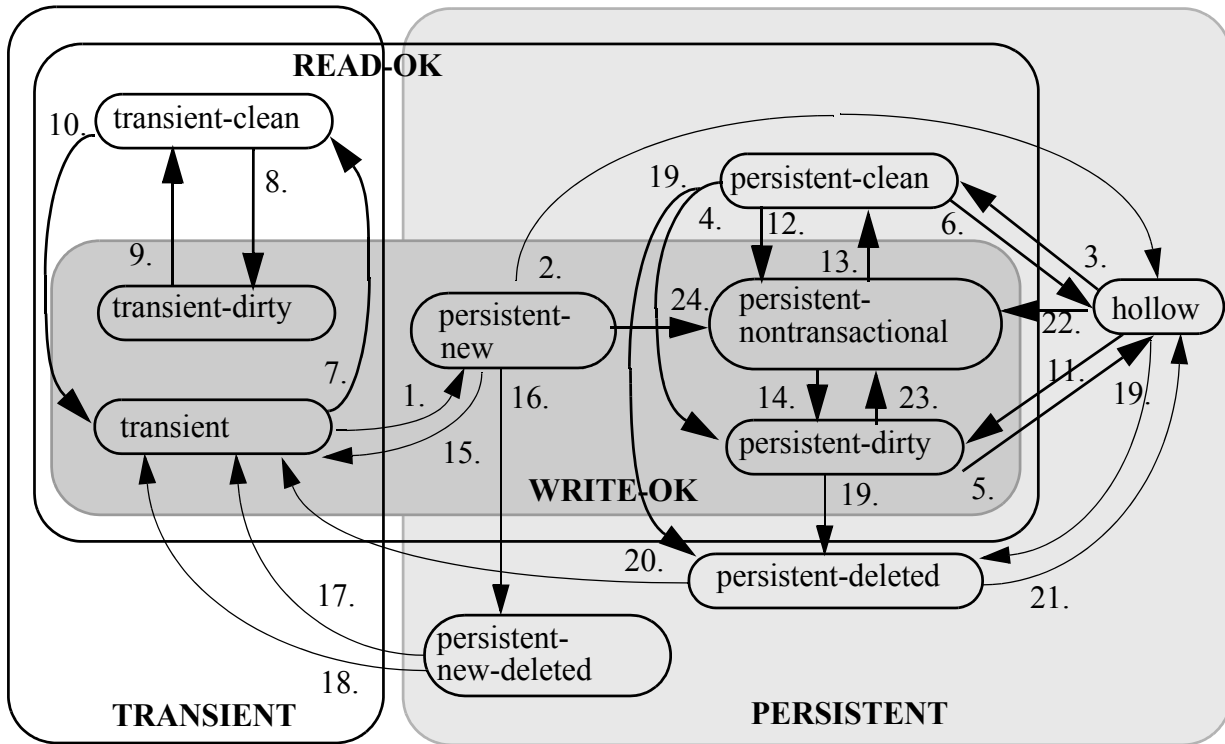 READ-OK
10.
transient-clean
8.
9.
transient-dirty
7.
transient
1.
15.
2.
persistent-
new
16.
24.
19.
4.
persistent-clean
12.
13.
6.
3.
persistent-
nontransactional
22.
hollow
14.
23.
11.
19.
persistent-dirty
5.
19.
WRITE-OK
20.
persistent-deleted
21.
17.
18.
persistent-
new-deleted
TRANSIENT
PERSISTENT